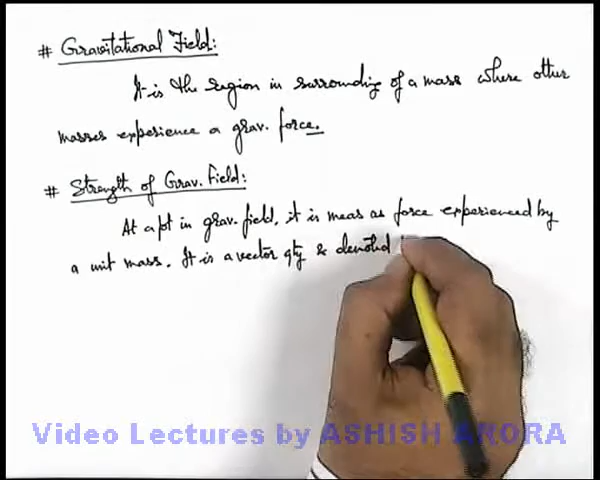 # Gravitational Field:
It is the region in surrounding of a mass where other
masses experience a grav. force.
# Strength of Grav. Field:
At a pt in grav. field, it is meas as force experienced by
a unit mass. It is a vector qty & denoted
Video Lectures by ASHISH ARORA